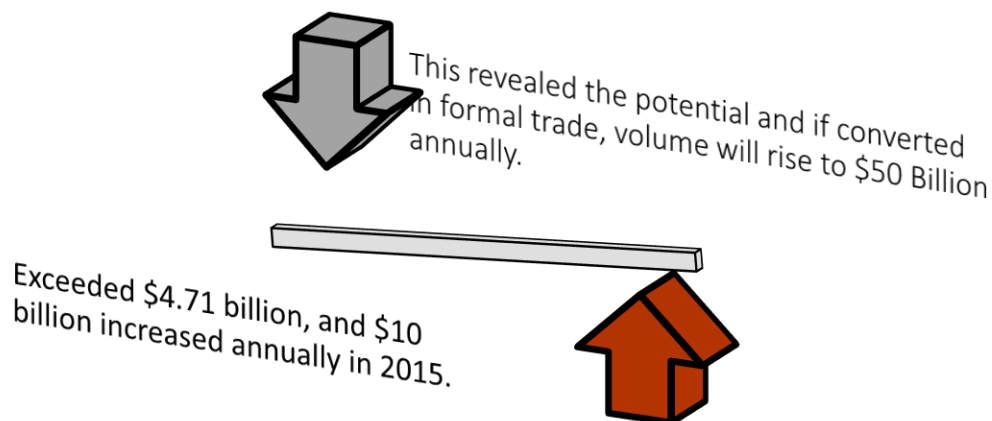 This revealed the potential and if converted
in formal trade, volume will rise to $50 Billion
annually.
Exceeded $4.71 billion, and $10
billion increased annually in 2015.